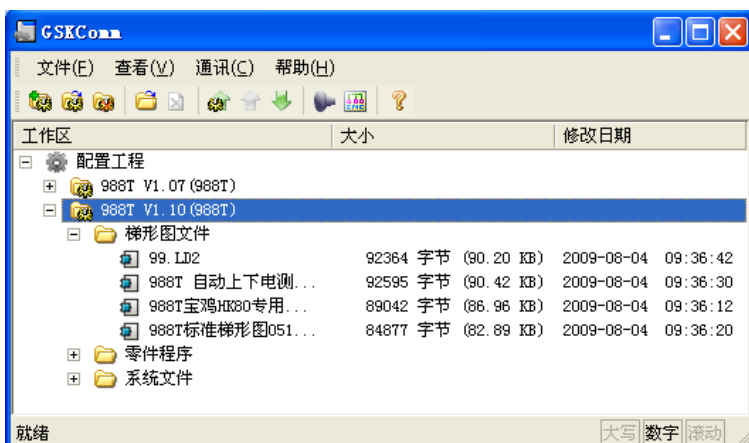 GSKComm
文件(F) 查看(V) 通讯(C) 帮助(H)
工作区 大小 修改日期
配置工程
988T V1.07(988T)
988T V1.10(988T)
梯形图文件
99.LD2 92364 字节 (90.20 KB) 2009-08-04 09:36:42
988T 自动上下电测... 92595 字节 (90.42 KB) 2009-08-04 09:36:30
988T宝鸡HK80专用... 89042 字节 (86.96 KB) 2009-08-04 09:36:12
988T标准梯形图051... 84877 字节 (82.89 KB) 2009-08-04 09:36:20
零件程序
系统文件
就绪 大写 数字 滚动